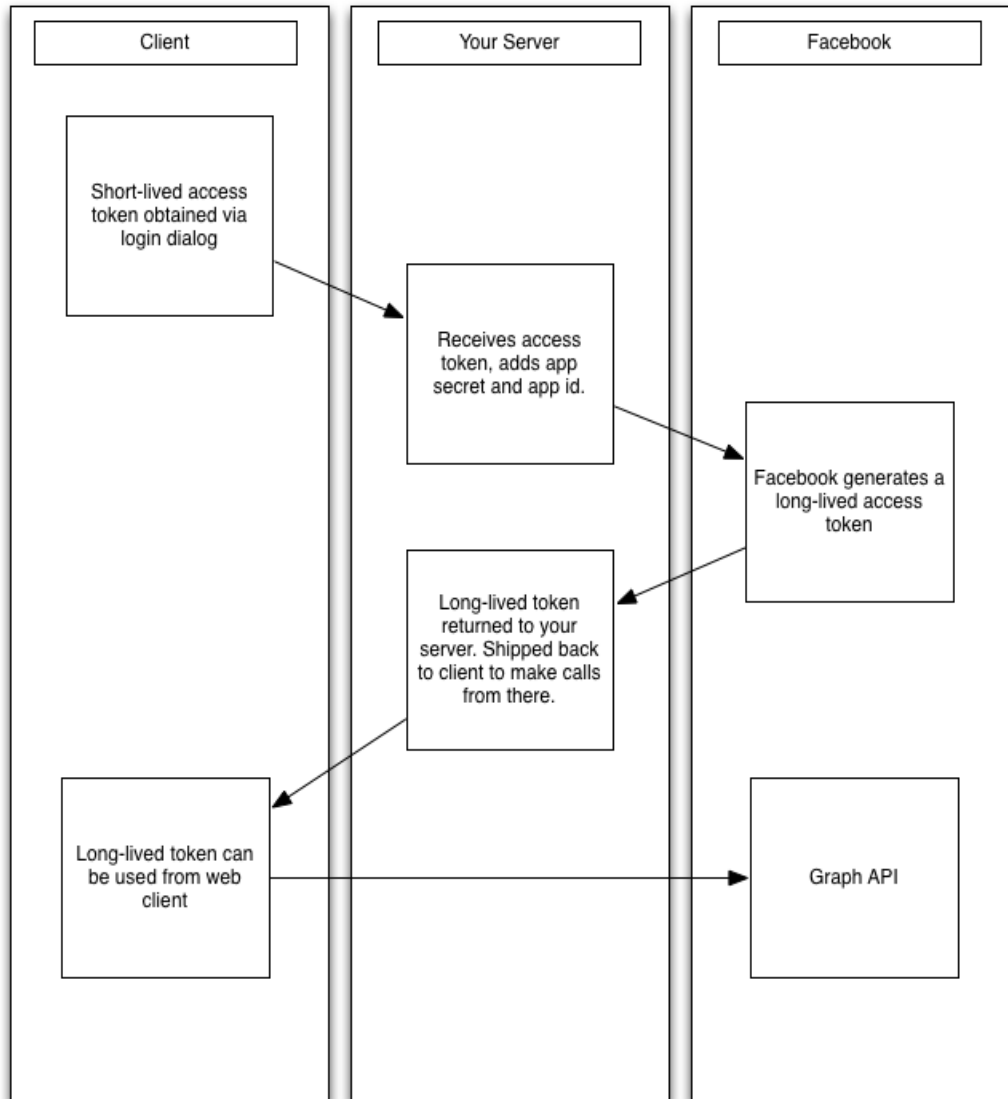 Client
Your Server
Facebook
Short-lived access
token obtained via
login dialog
Receives access
token, adds app
secret and app id.
Facebook generates a
long-lived access
token
Long-lived token
returned to your
server. Shipped back
to client to make calls
from there.
Long-lived token can
be used from web
client
Graph API